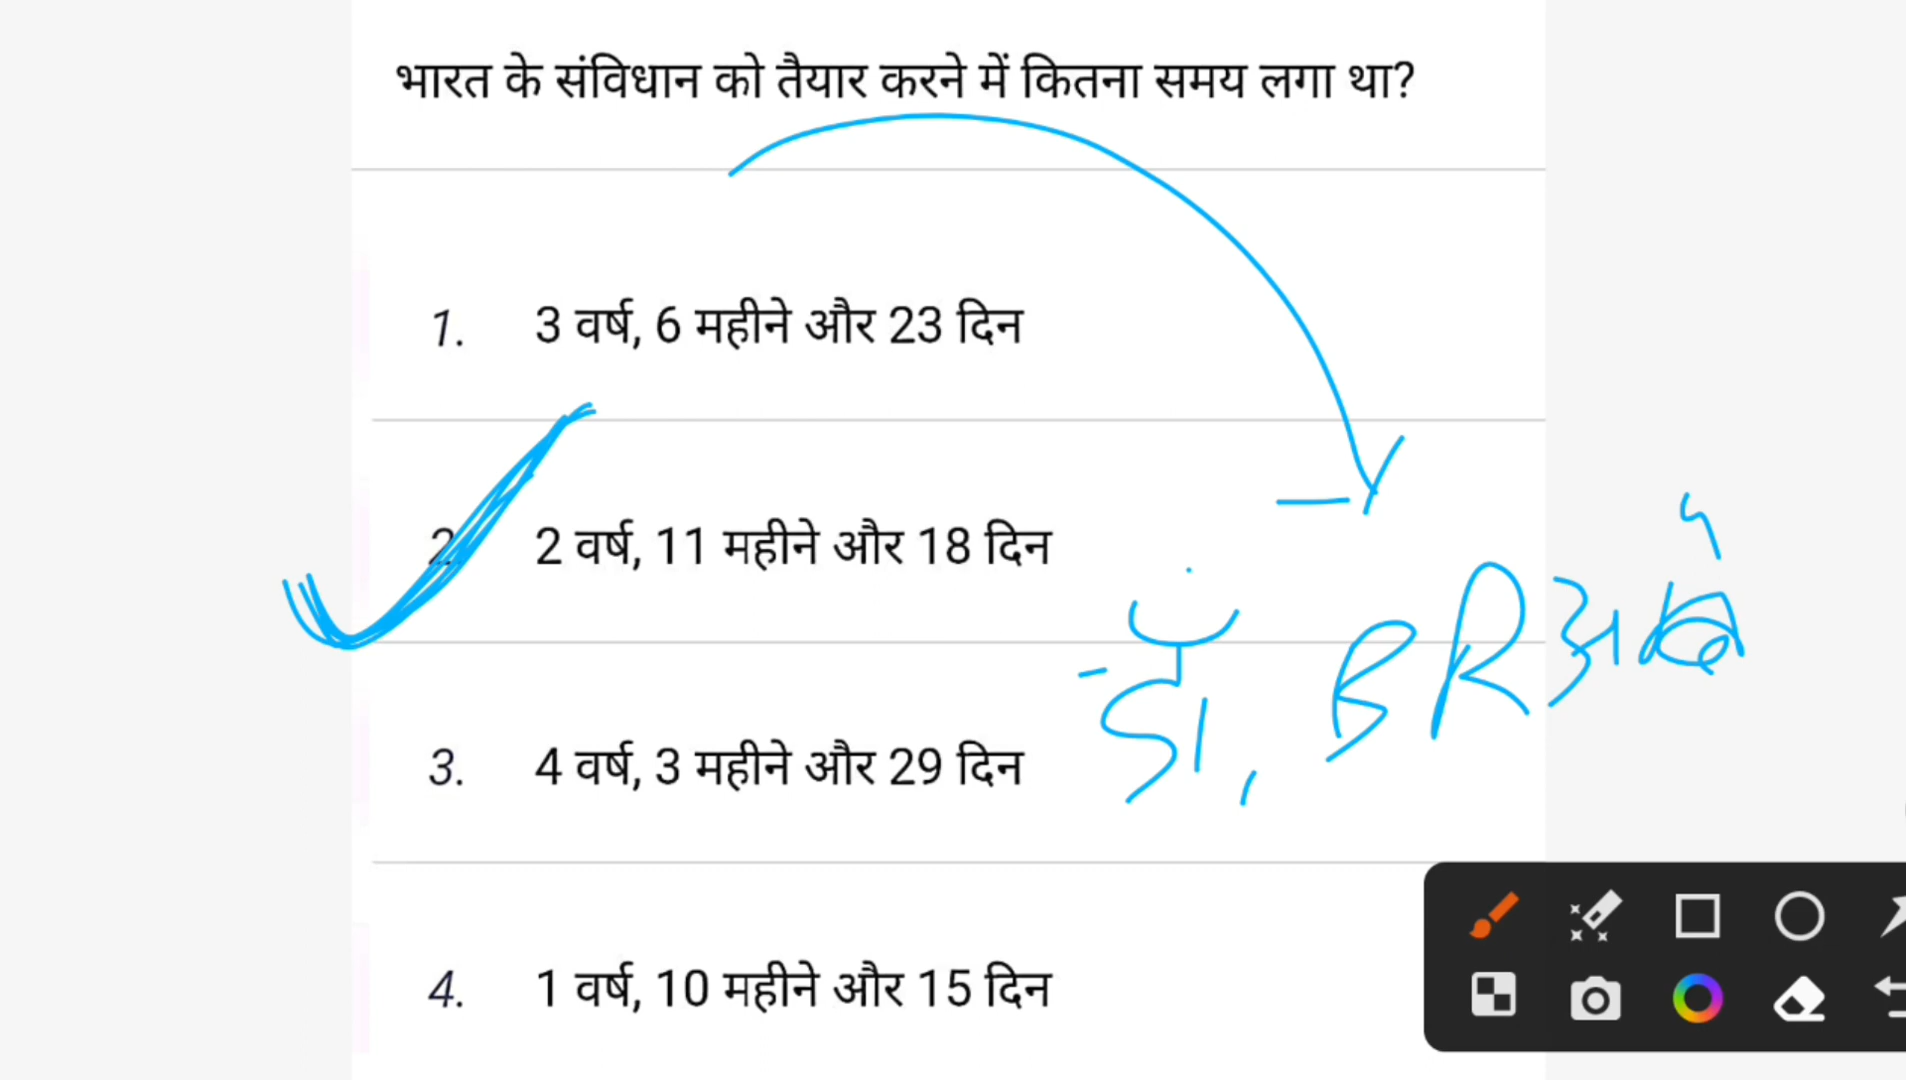 भारत के संविधान को तैयार करने में कितना समय लगा था?
1. 3 वर्ष, 6 महीने और 23 दिन
2 2 वर्ष, 11 महीने और 18 दिन
3. 4 वर्ष, 3 महीने और 29 दिन
डॉ, BR
4. 1 वर्ष, 10 महीने और 15 दिन